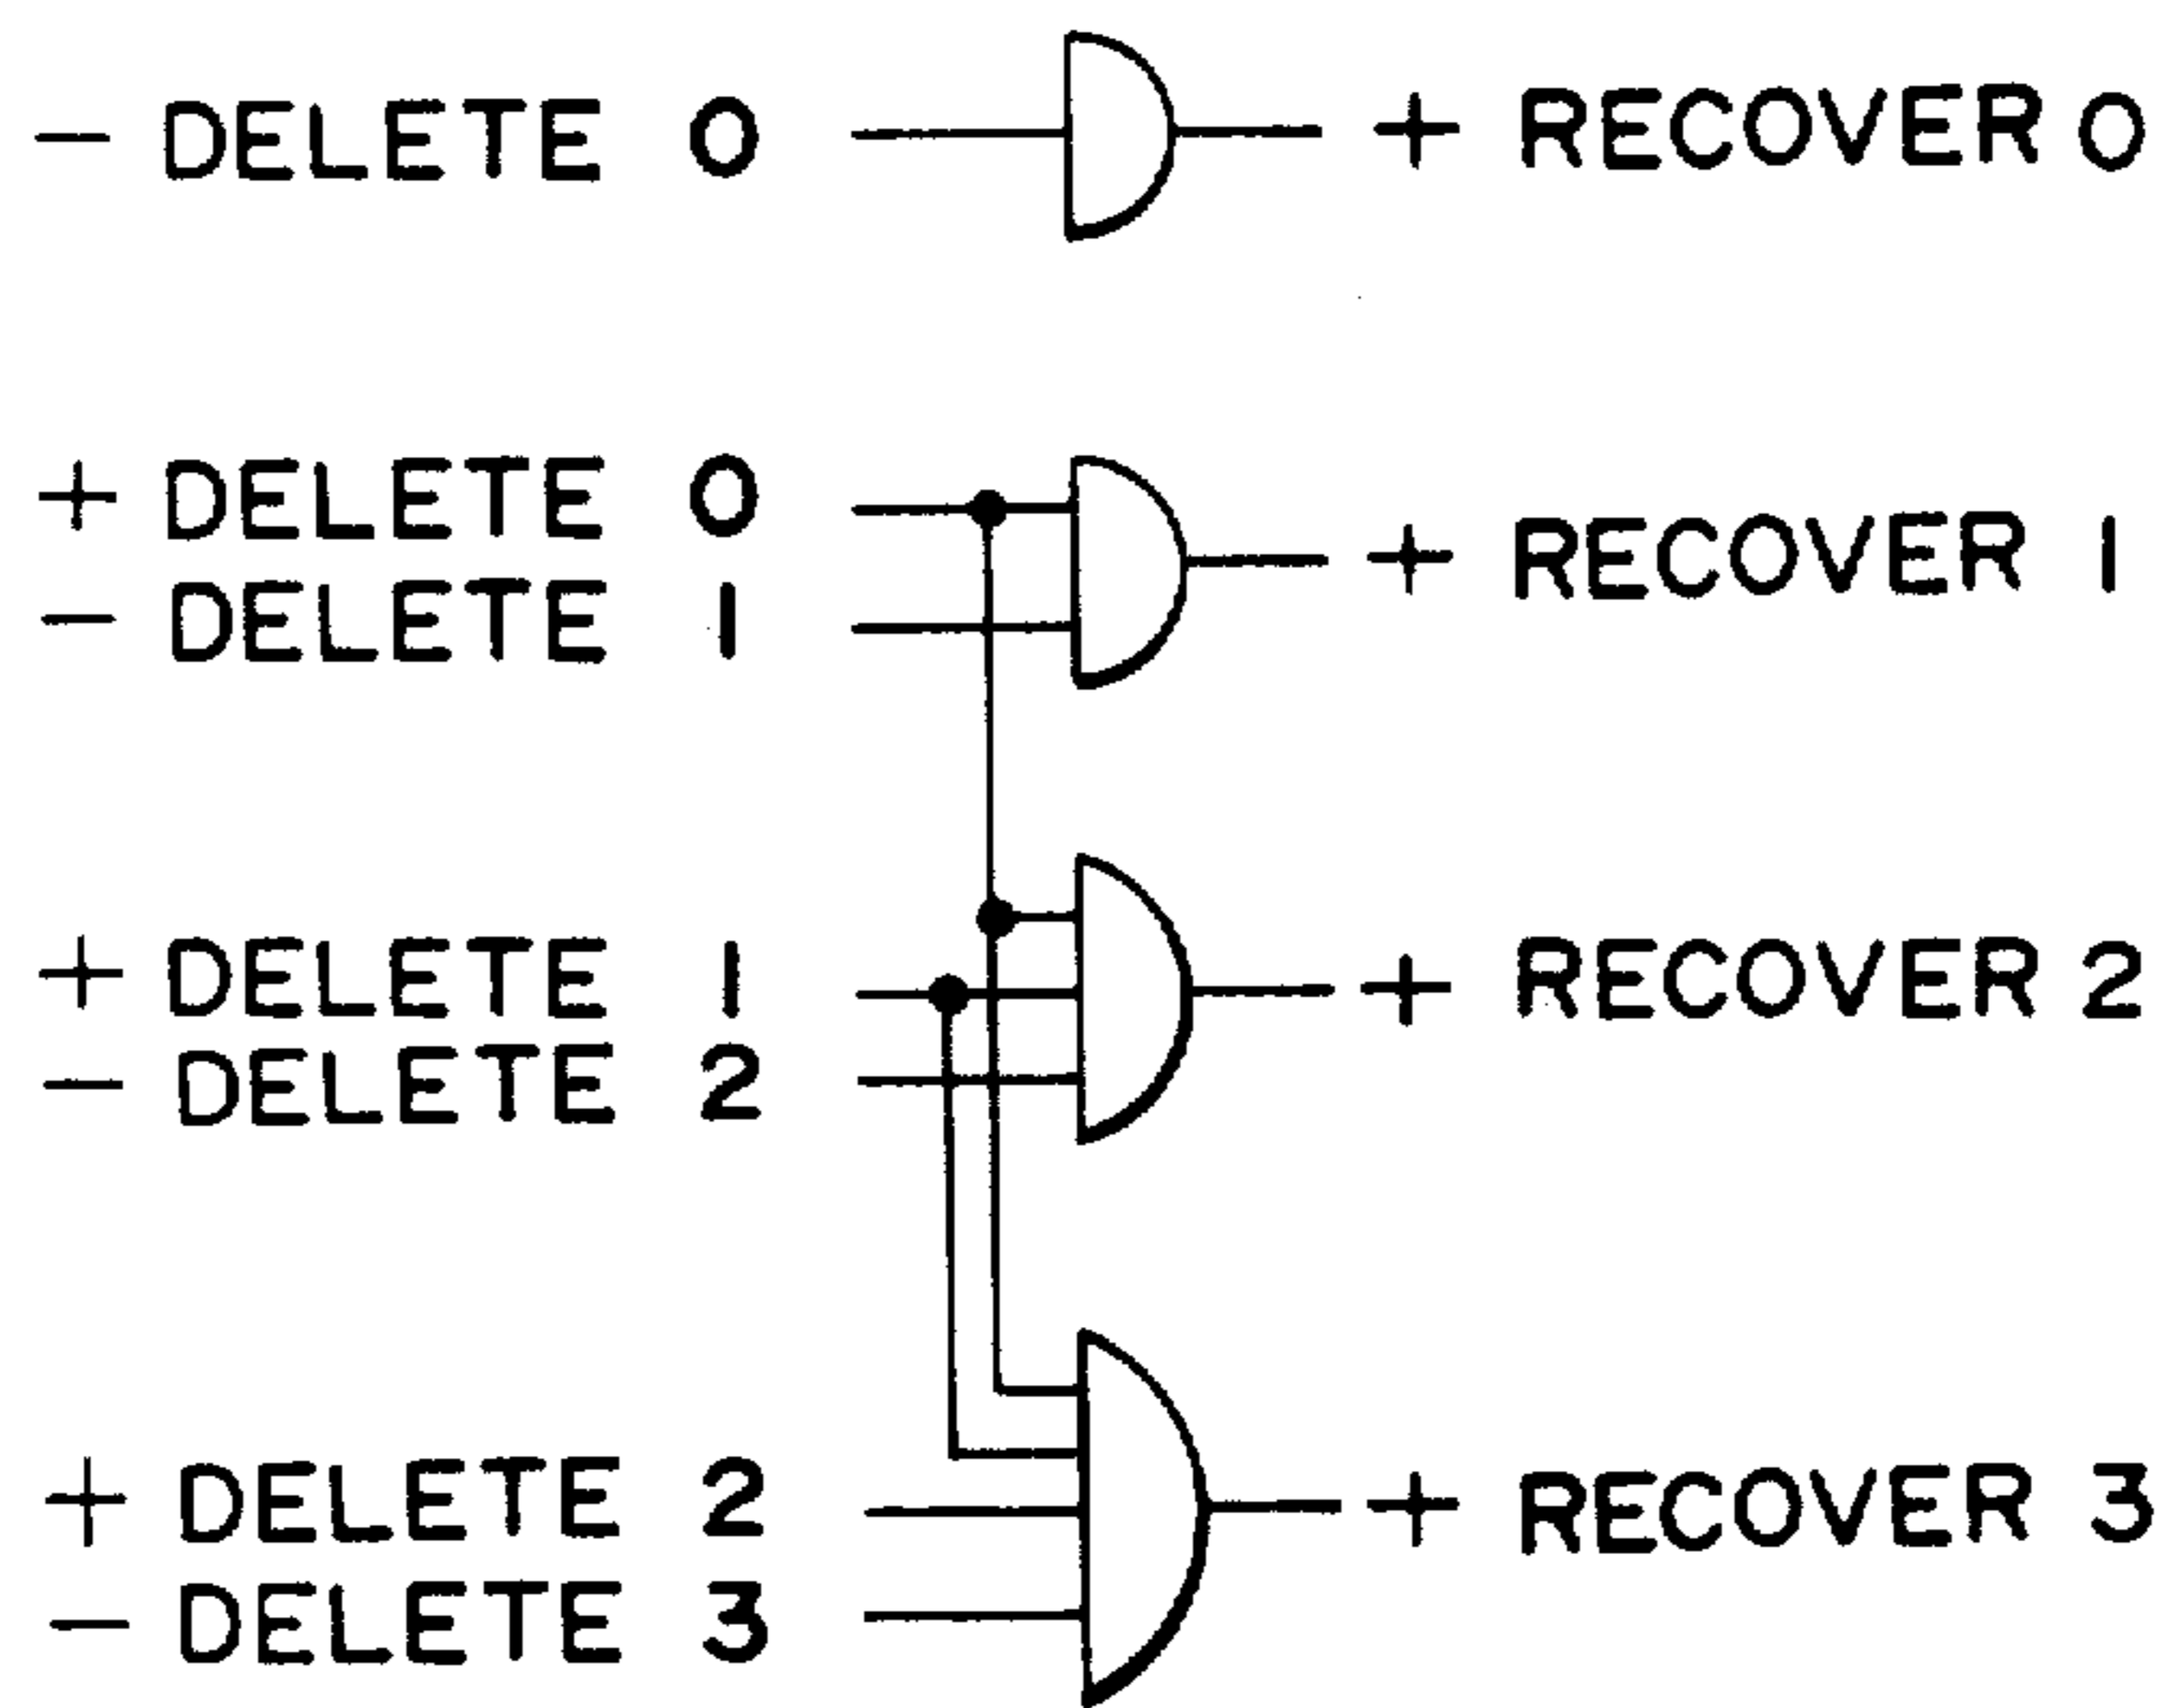 − DELETE 0 + RECOVER 0
+ DELETE 0
+ RECOVER 1
− DELETE 1
+ DELETE 1
+ RECOVER 2
− DELETE 2
+ DELETE 2
+ RECOVER 3
− DELETE 3